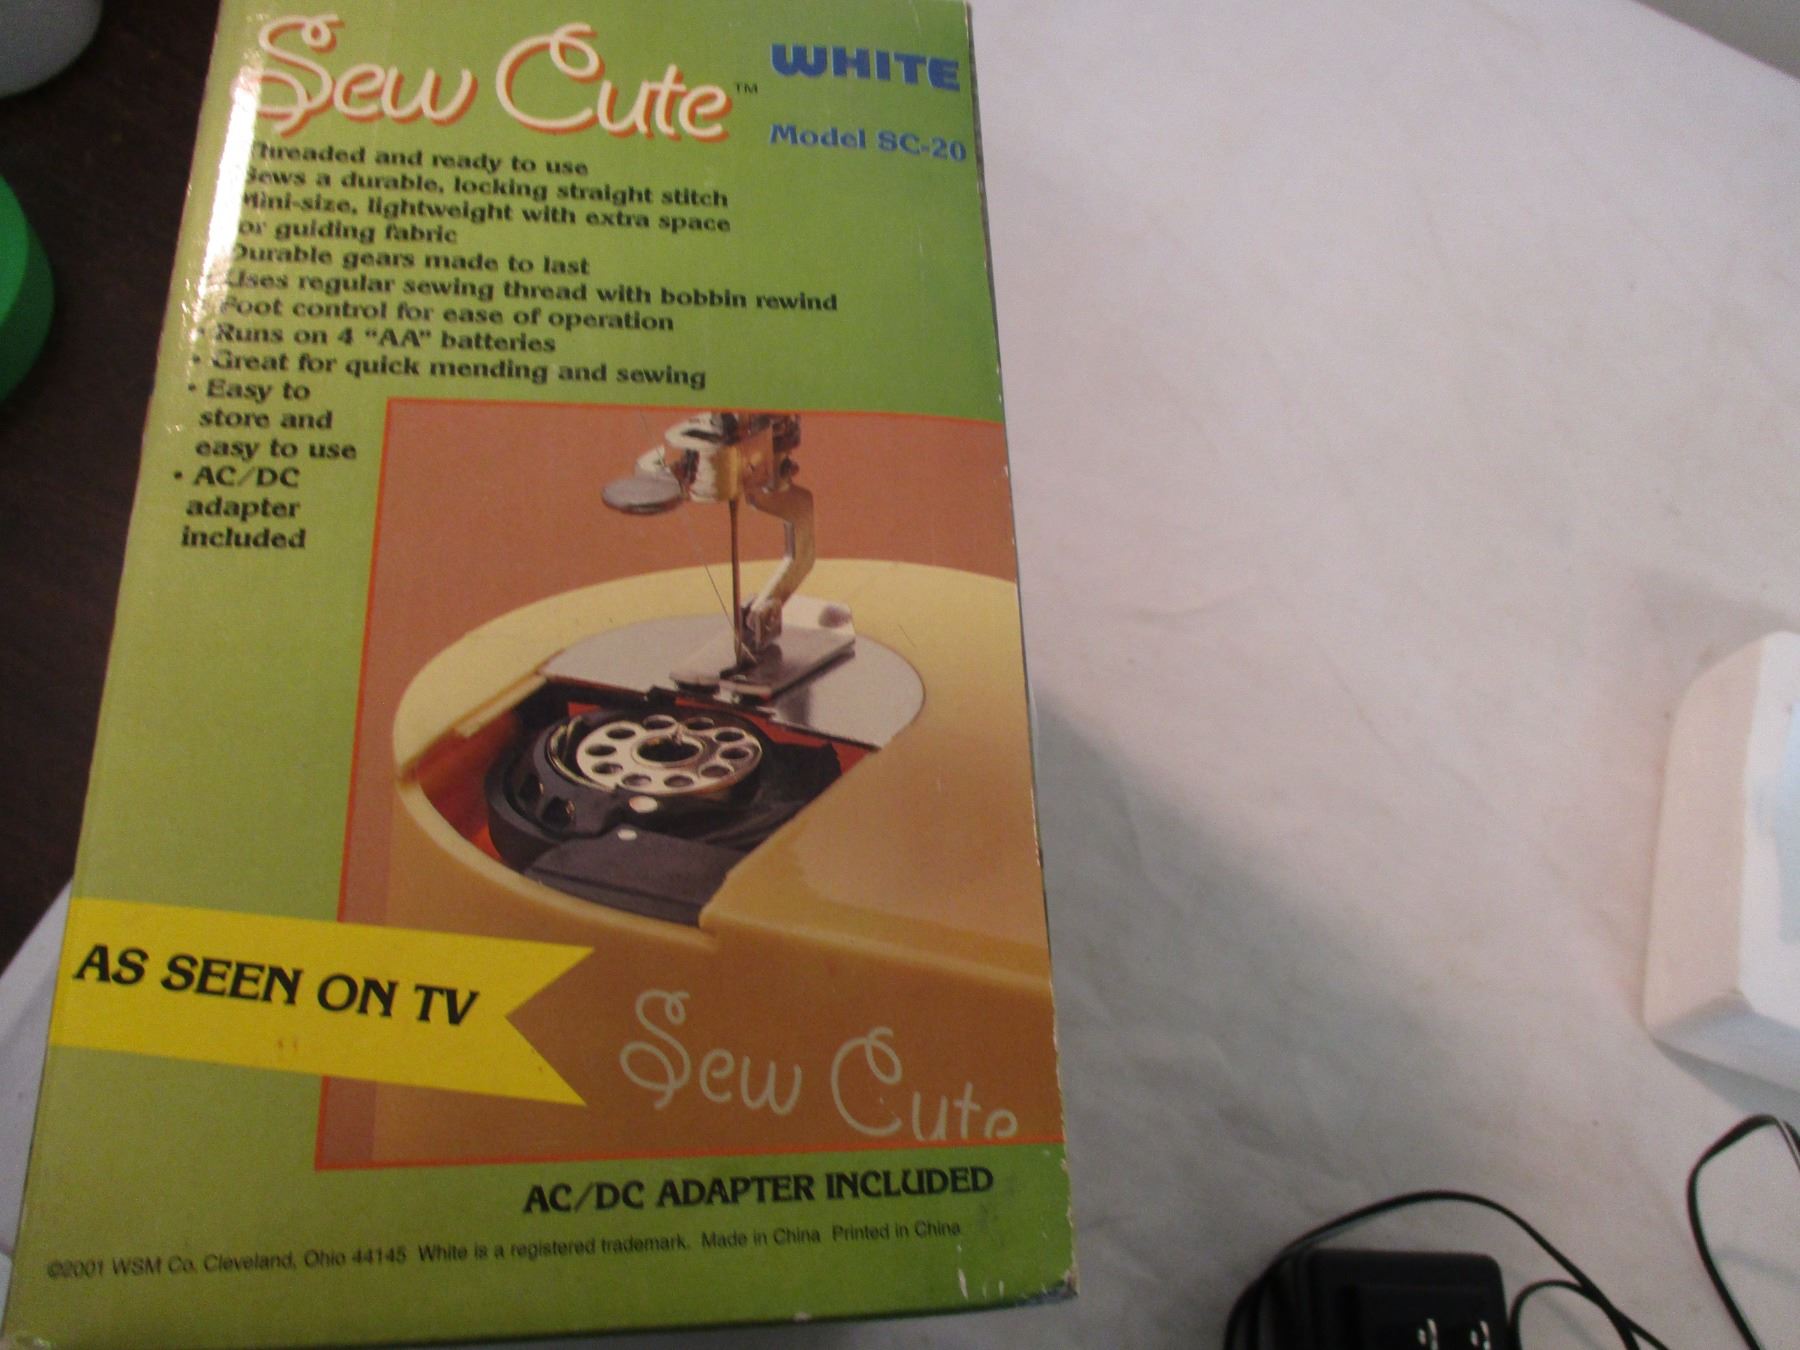 Sew Cute™
WHITE
Model SC-20
Threaded and ready to use
Sews a durable, locking straight stitch
Mini-size, lightweight with extra space
or guiding fabric
Durable gears made to last
Uses regular sewing thread with bobbin rewind
Foot control for ease of operation
• Runs on 4 "AA" batteries
• Great for quick mending and sewing
• Easy to
store and
easy to use
• AC/DC
adapter
included
AS SEEN ON TV
Sew Cute
AC/DC ADAPTER INCLUDED
©2001 WSM Co. Cleveland, Ohio 44145 White is a registered trademark. Made in China Printed in China